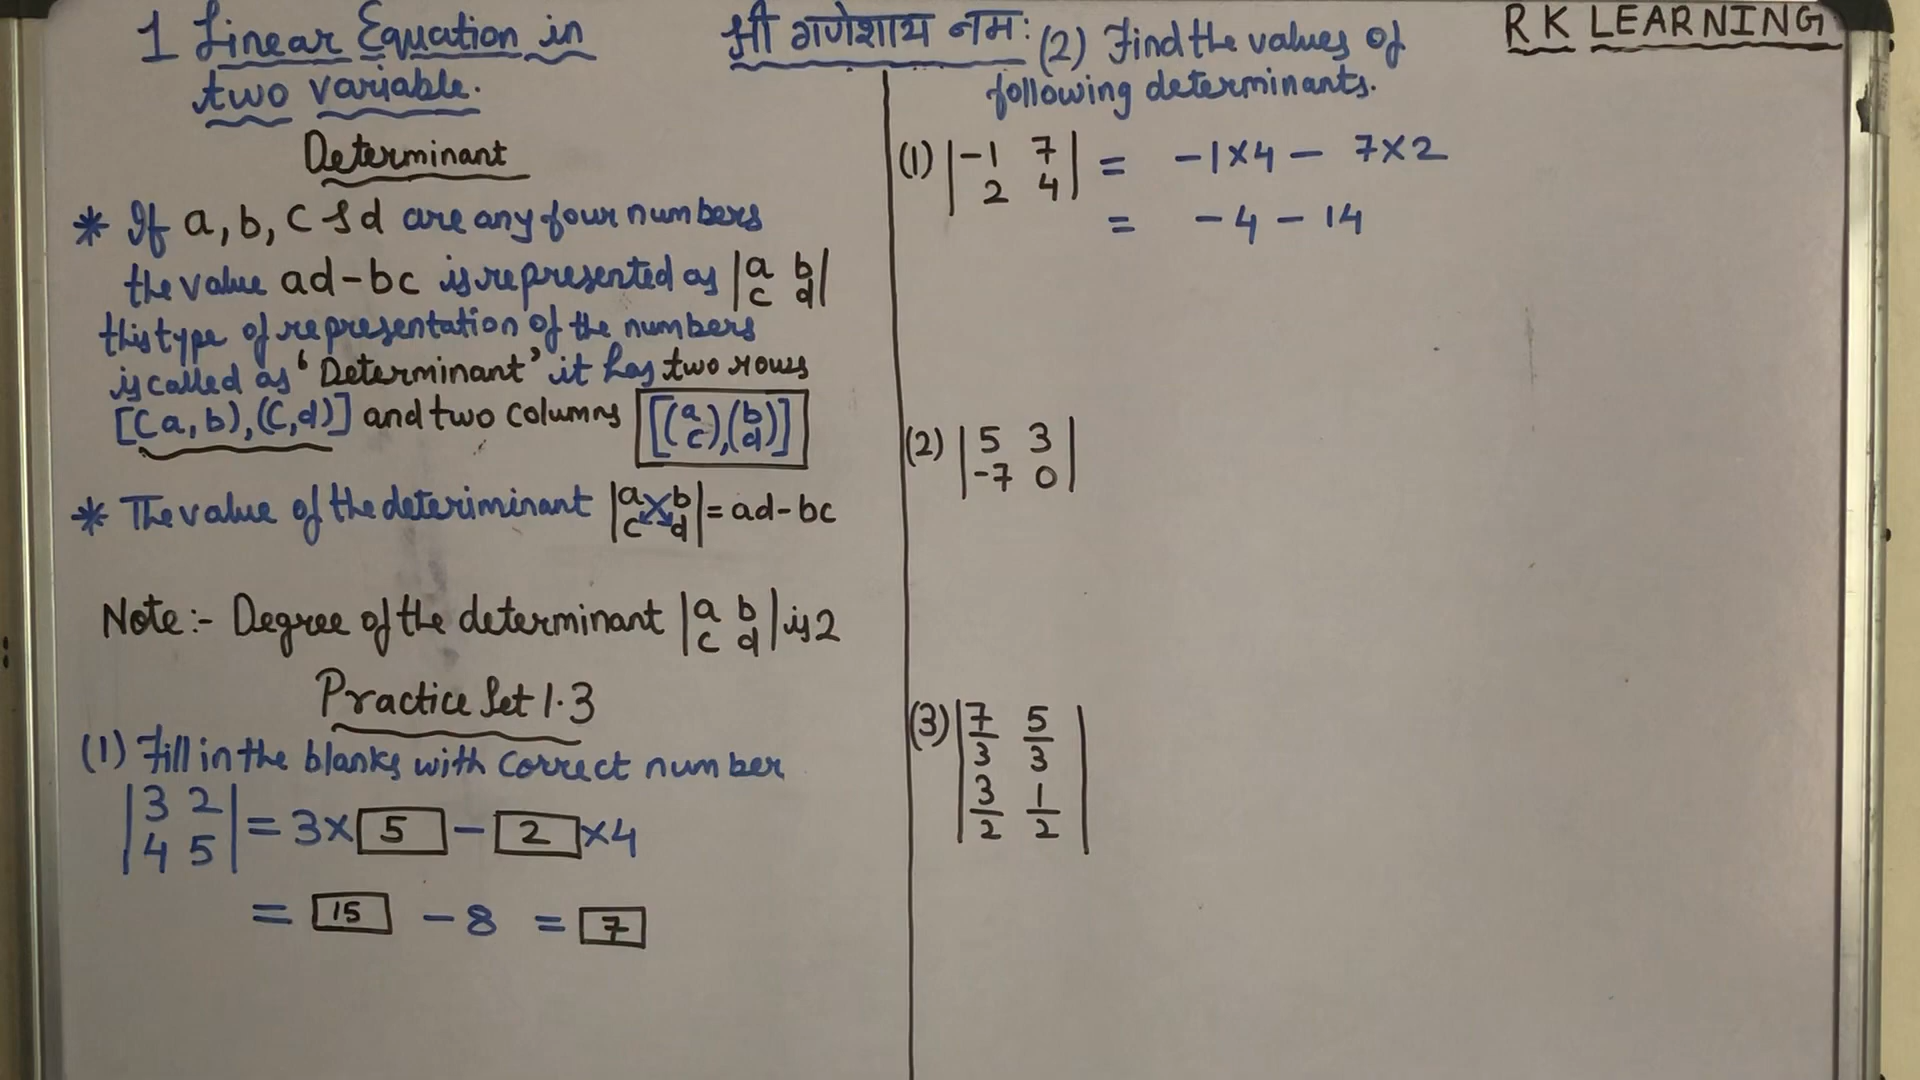 1 Linear Equation in
two variable.
Determinant
* If a, b, c & d are any four numbers
the value ad-bc is represented as |a b|
|c d|
this type of representation of the numbers
is called as 'Determinant' it has two rows
[(a, b), (c, d)] and two columns [(a c), (b d)]
* The value of the deteriminant |a b| = ad - bc
|c d|
Note:- Degree of the determinant |a b| is 2
|c d|
Practice Set 1.3
(1) Fill in the blanks with correct number
|3 2| = 3 × 5 - 2 × 4
|4 5|
= 15 - 8 = 7
श्री गणेशाय नमः
(2) Find the values of
following determinants.
(1) |-1 7| = -1×4 - 7×2
|2 4|
= -4 - 14
(2) |5 3|
|-7 0|
(3) |7/3 5/3|
|3/2 1/2|
R K LEARNING